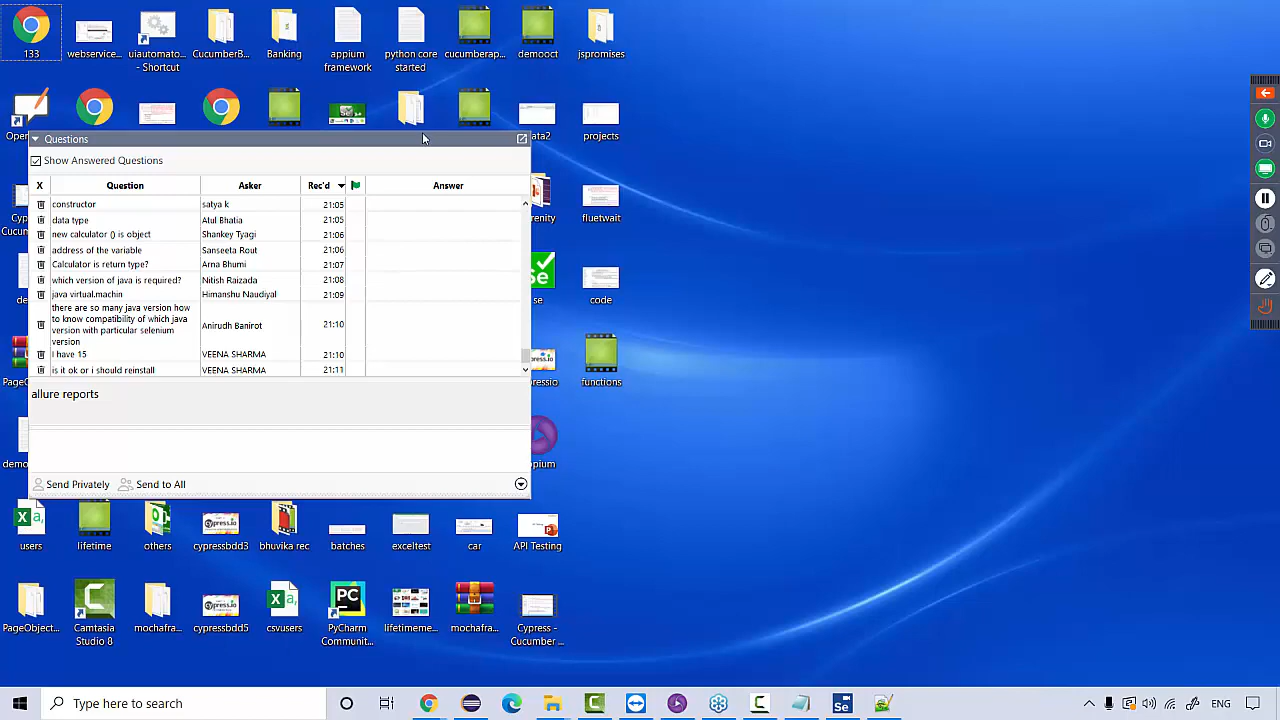 133
webservice...
uiautomato...
- Shortcut
CucumberB...
Banking
appium
framework
python core
started
cucumberap...
demooct
jspromises
projects
Questions
Show Answered Questions
X
Question
Asker
Rec'd
Answer
satya k
data type
Atul Bhatia
21:05
new calculator () is object
Shankey Tyagi
21:06
address of the variable
Sanseeta Rout
21:06
Calculator is return type?
Arna Bhumi
21:07
with version of java is required?
Nitish Raizada
21:08
java virtual.machin
Himanshu Naudiyal
21:09
there are so many java version how
to know compatibility of which java
version with particular selenium
version
Anirudh Banirot
21:10
I have 15
VEENA SHARMA
21:10
is it ok or i should reinstall
VEENA SHARMA
21:11
allure reports
Send Privately
Send to All
fluetwait
se
code
functions
users
lifetime
others
cypressbdd3
bhuvika rec
batches
exceltest
car
API Testing
PageObject...
Camtasia
Studio 8
mochafra...
cypressbdd5
csvusers
PyCharm
Communit...
lifetimeme...
mochafra...
Cypress -
Cucumber ...
Type here to search
ENG